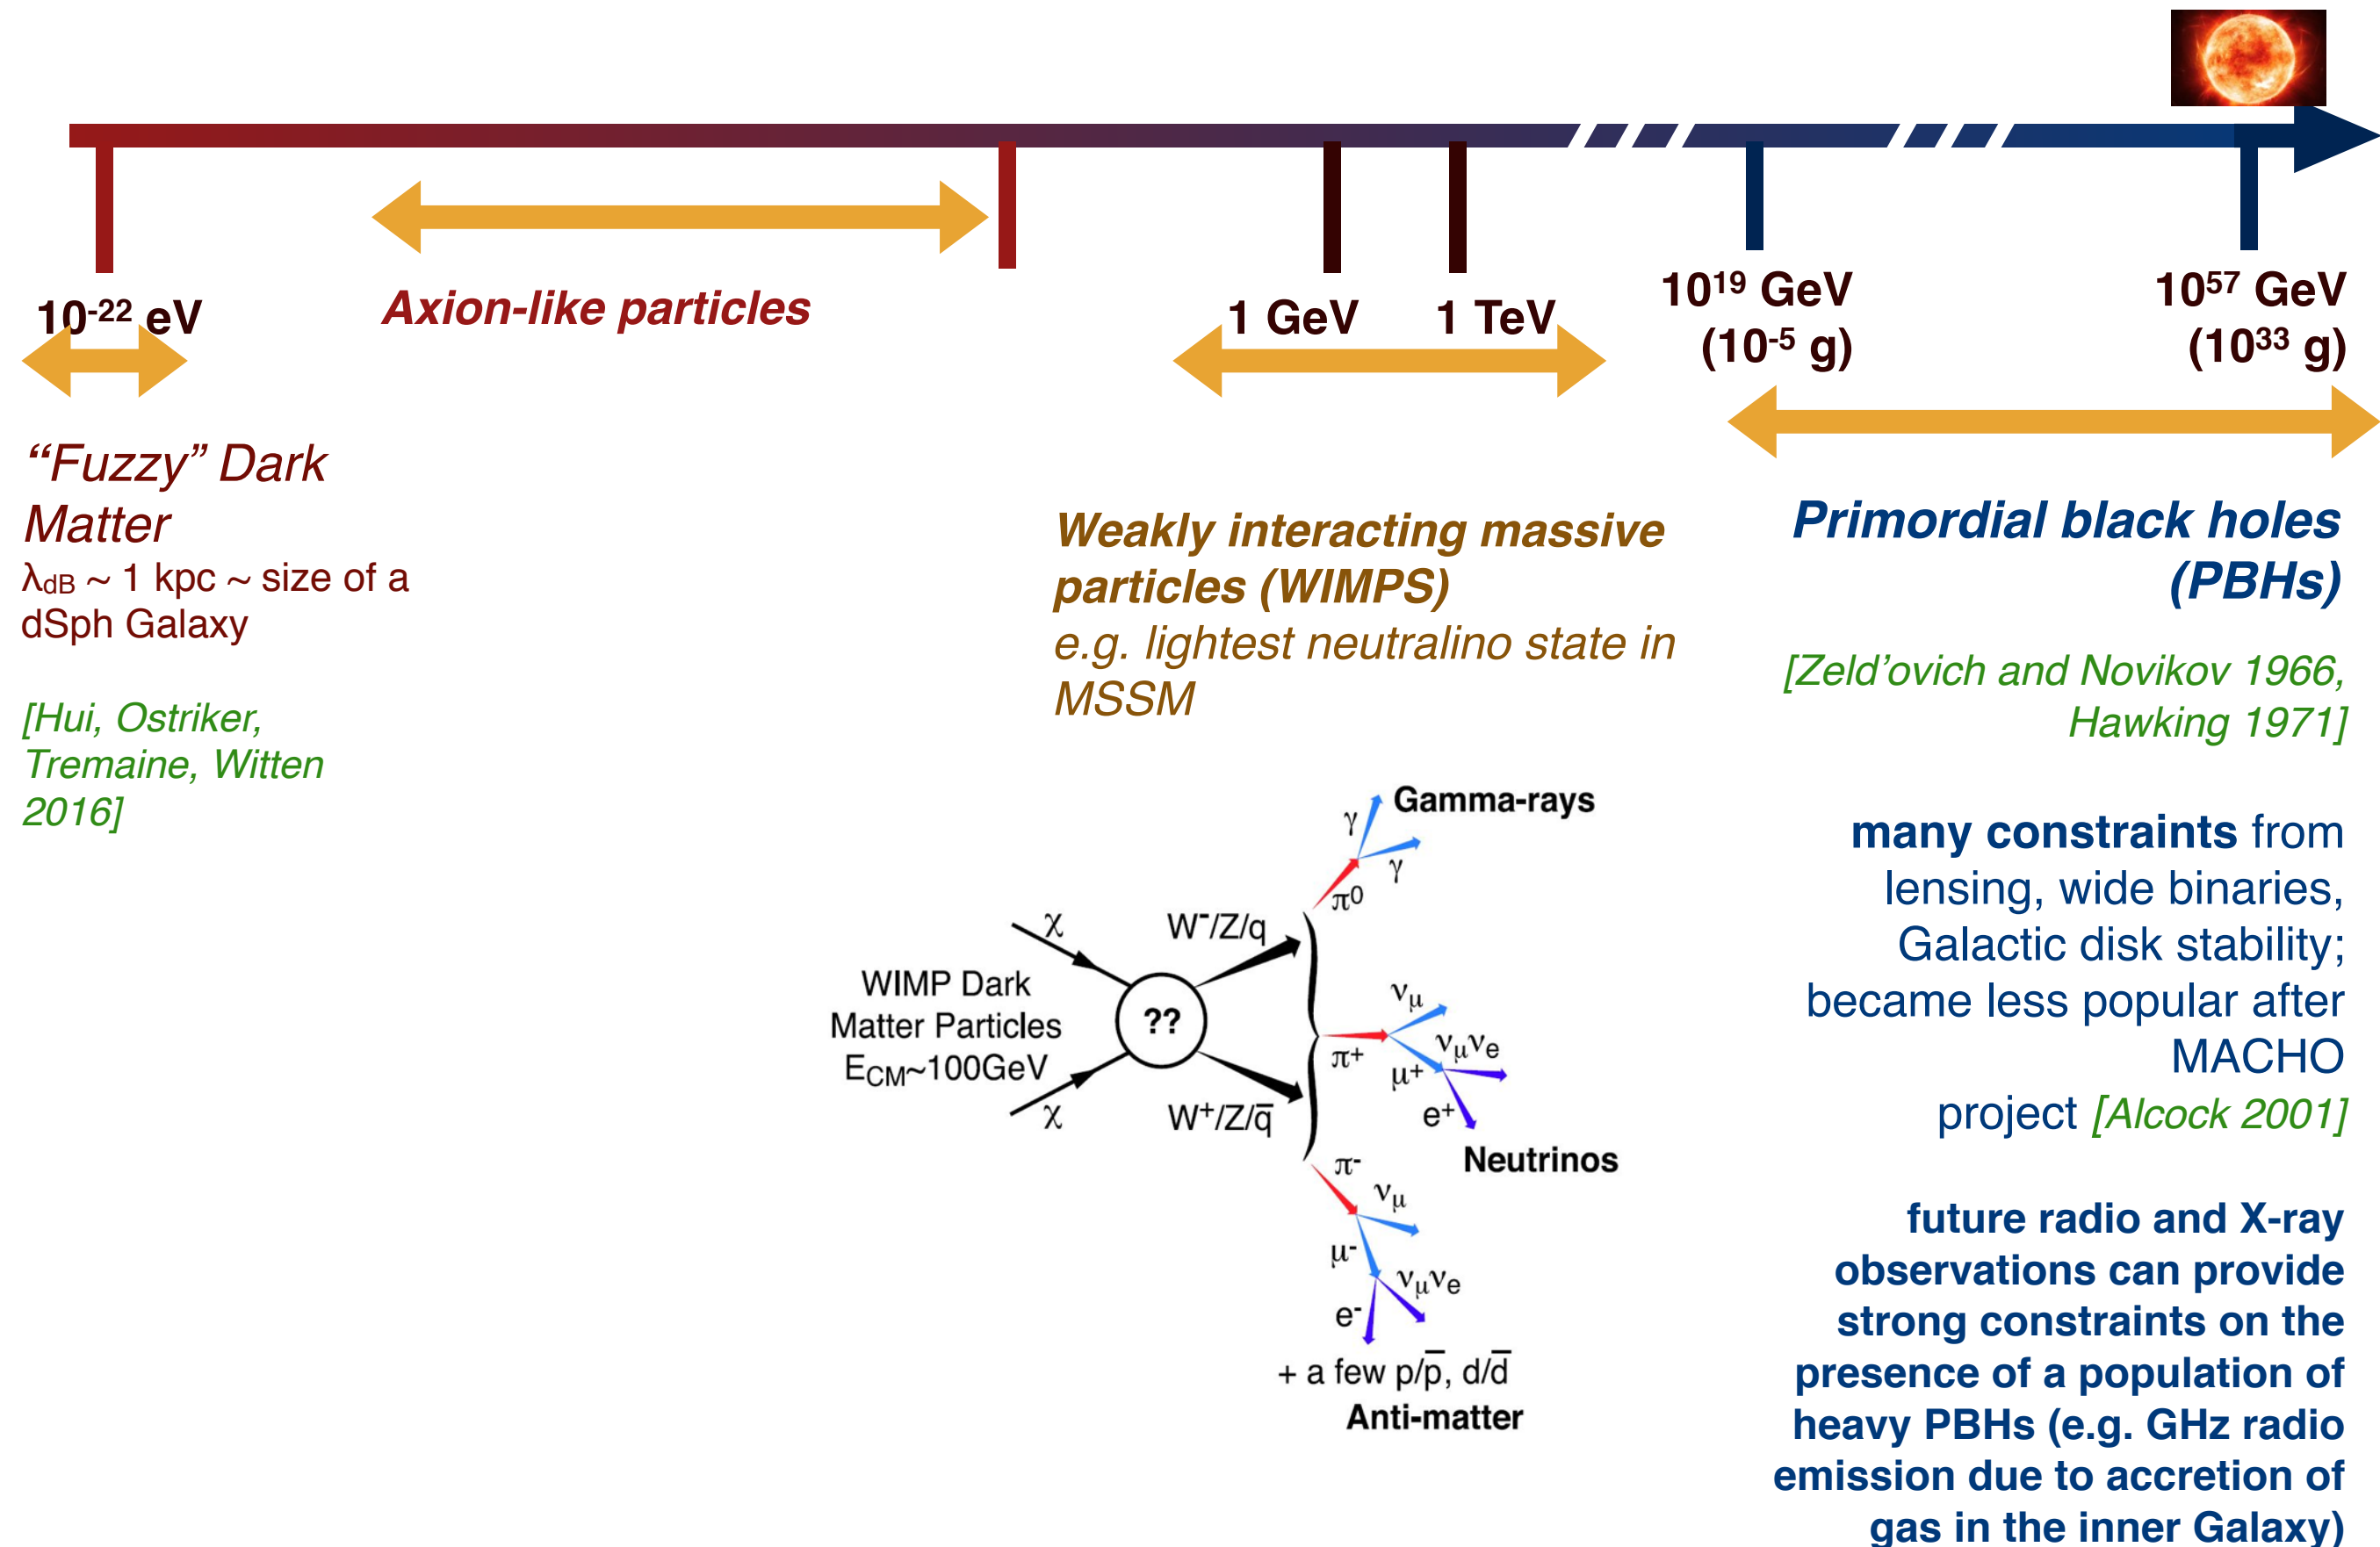 10⁻²² eV
Axion-like particles
1 GeV
1 TeV
10¹⁹ GeV
(10⁻⁵ g)
10⁵⁷ GeV
(10³³ g)
“Fuzzy” Dark
Matter
λdB ~ 1 kpc ~ size of a
dSph Galaxy
[Hui, Ostriker,
Tremaine, Witten
2016]
Weakly interacting massive
particles (WIMPS)
e.g. lightest neutralino state in
MSSM
Primordial black holes
(PBHs)
[Zeld’ovich and Novikov 1966,
Hawking 1971]
many constraints from
lensing, wide binaries,
Galactic disk stability;
became less popular after
MACHO
project [Alcock 2001]
future radio and X-ray
observations can provide
strong constraints on the
presence of a population of
heavy PBHs (e.g. GHz radio
emission due to accretion of
gas in the inner Galaxy)
χ
WIMP Dark
Matter Particles
E_CM~100GeV
χ
??
W⁻/Z/q
W⁺/Z/q̅
γ
Gamma-rays
γ
π⁰
νμ
π⁺
νμνe
μ⁺
e⁺
Neutrinos
π⁻
νμ
μ⁻
νμνe
e⁻
+ a few p/p̅, d/d̅
Anti-matter